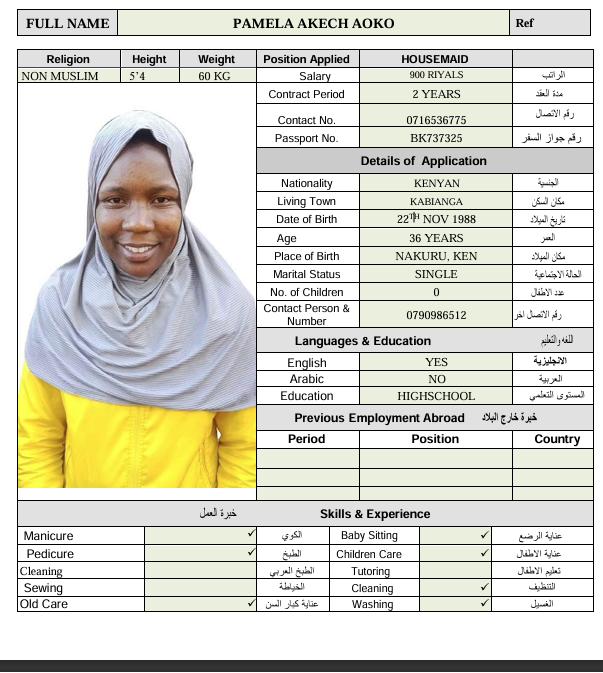 FULL NAME PAMELA AKECH AOKO Ref
Religion Height Weight Position Applied HOUSEMAID
NON MUSLIM 5'4 60 KG Salary 900 RIYALS الراتب
Contract Period 2 YEARS مدة العقد
Contact No. 0716536775 رقم الاتصال
Passport No. BK737325 رقم جواز السفر
Details of Application
Nationality KENYAN الجنسية
Living Town KABIANGA مكان السكن
Date of Birth 22TH NOV 1988 تاريخ الميلاد
Age 36 YEARS العمر
Place of Birth NAKURU, KEN مكان الميلاد
Marital Status SINGLE الحالة الاجتماعية
No. of Children 0 عدد الاطفال
Contact Person & Number 0790986512 رقم الاتصال اخر
Languages & Education اللغه والتعليم
English YES الانجليزية
Arabic NO العربية
Education HIGHSCHOOL المستوى التعلمي
Previous Employment Abroad خبرة خارج البلاد
Period Position Country
خبرة العمل Skills & Experience
Manicure ✓ الكوي Baby Sitting ✓ عناية الرضع
Pedicure ✓ الطبخ Children Care ✓ عناية الاطفال
Cleaning الطبخ العربي Tutoring تعليم الاطفال
Sewing الخياطة Cleaning ✓ التنظيف
Old Care ✓ عناية كبار السن Washing ✓ الغسيل